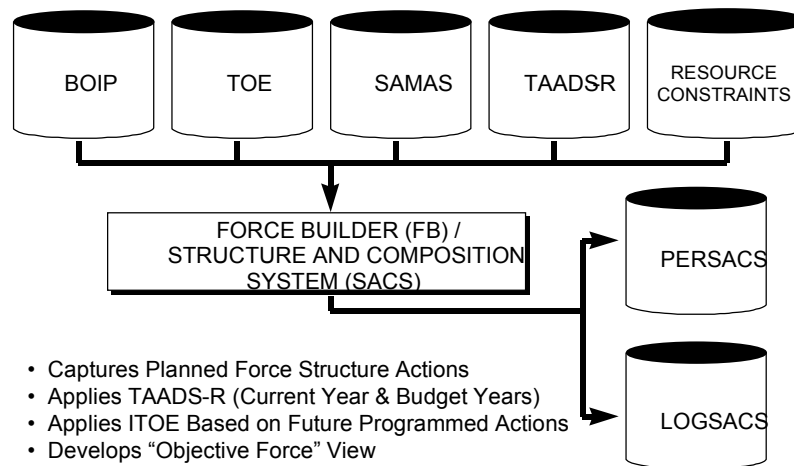 BOIP
TOE
SAMAS
TAADS-R
RESOURCE
CONSTRAINTS
FORCE BUILDER (FB) /
STRUCTURE AND COMPOSITION
SYSTEM (SACS)
PERSACS
LOGSACS
• Captures Planned Force Structure Actions
• Applies TAADS-R (Current Year & Budget Years)
• Applies ITOE Based on Future Programmed Actions
• Develops “Objective Force” View